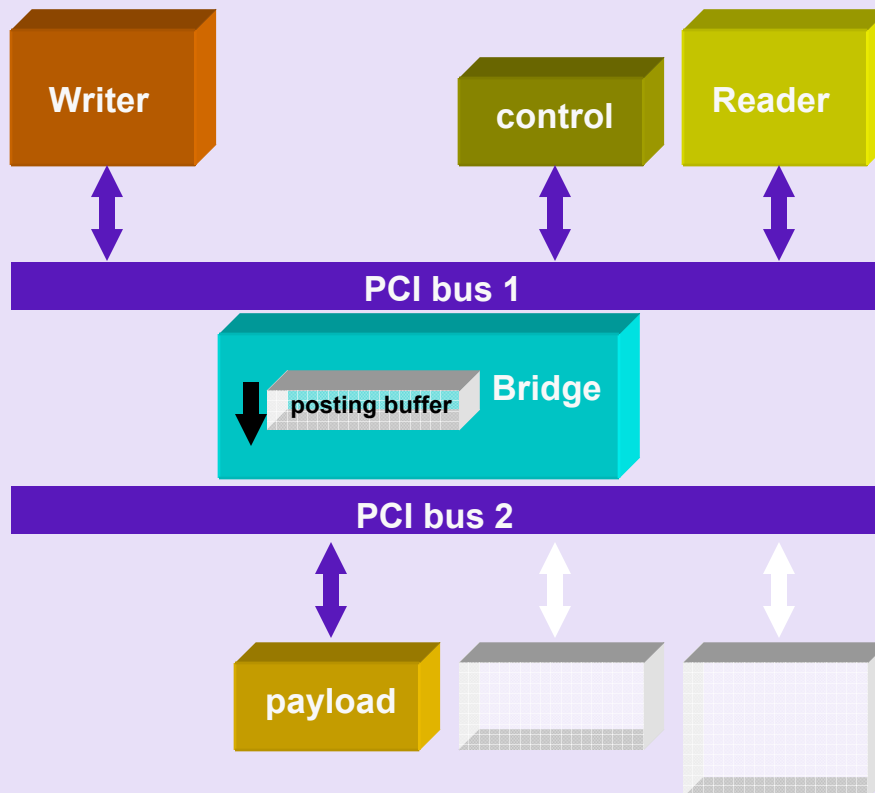 Writer
control
Reader
PCI bus 1
Bridge
posting buffer
PCI bus 2
payload